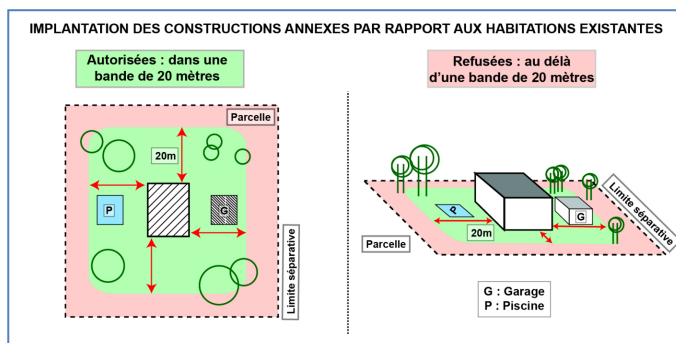 IMPLANTATION DES CONSTRUCTIONS ANNEXES PAR RAPPORT AUX HABITATIONS EXISTANTES
Autorisées : dans une
bande de 20 mètres
Refusées : au délà
d'une bande de 20 mètres
Parcelle
20m
P
G
Limite séparative
P
G
20m
Parcelle
Limite séparative
G : Garage
P : Piscine